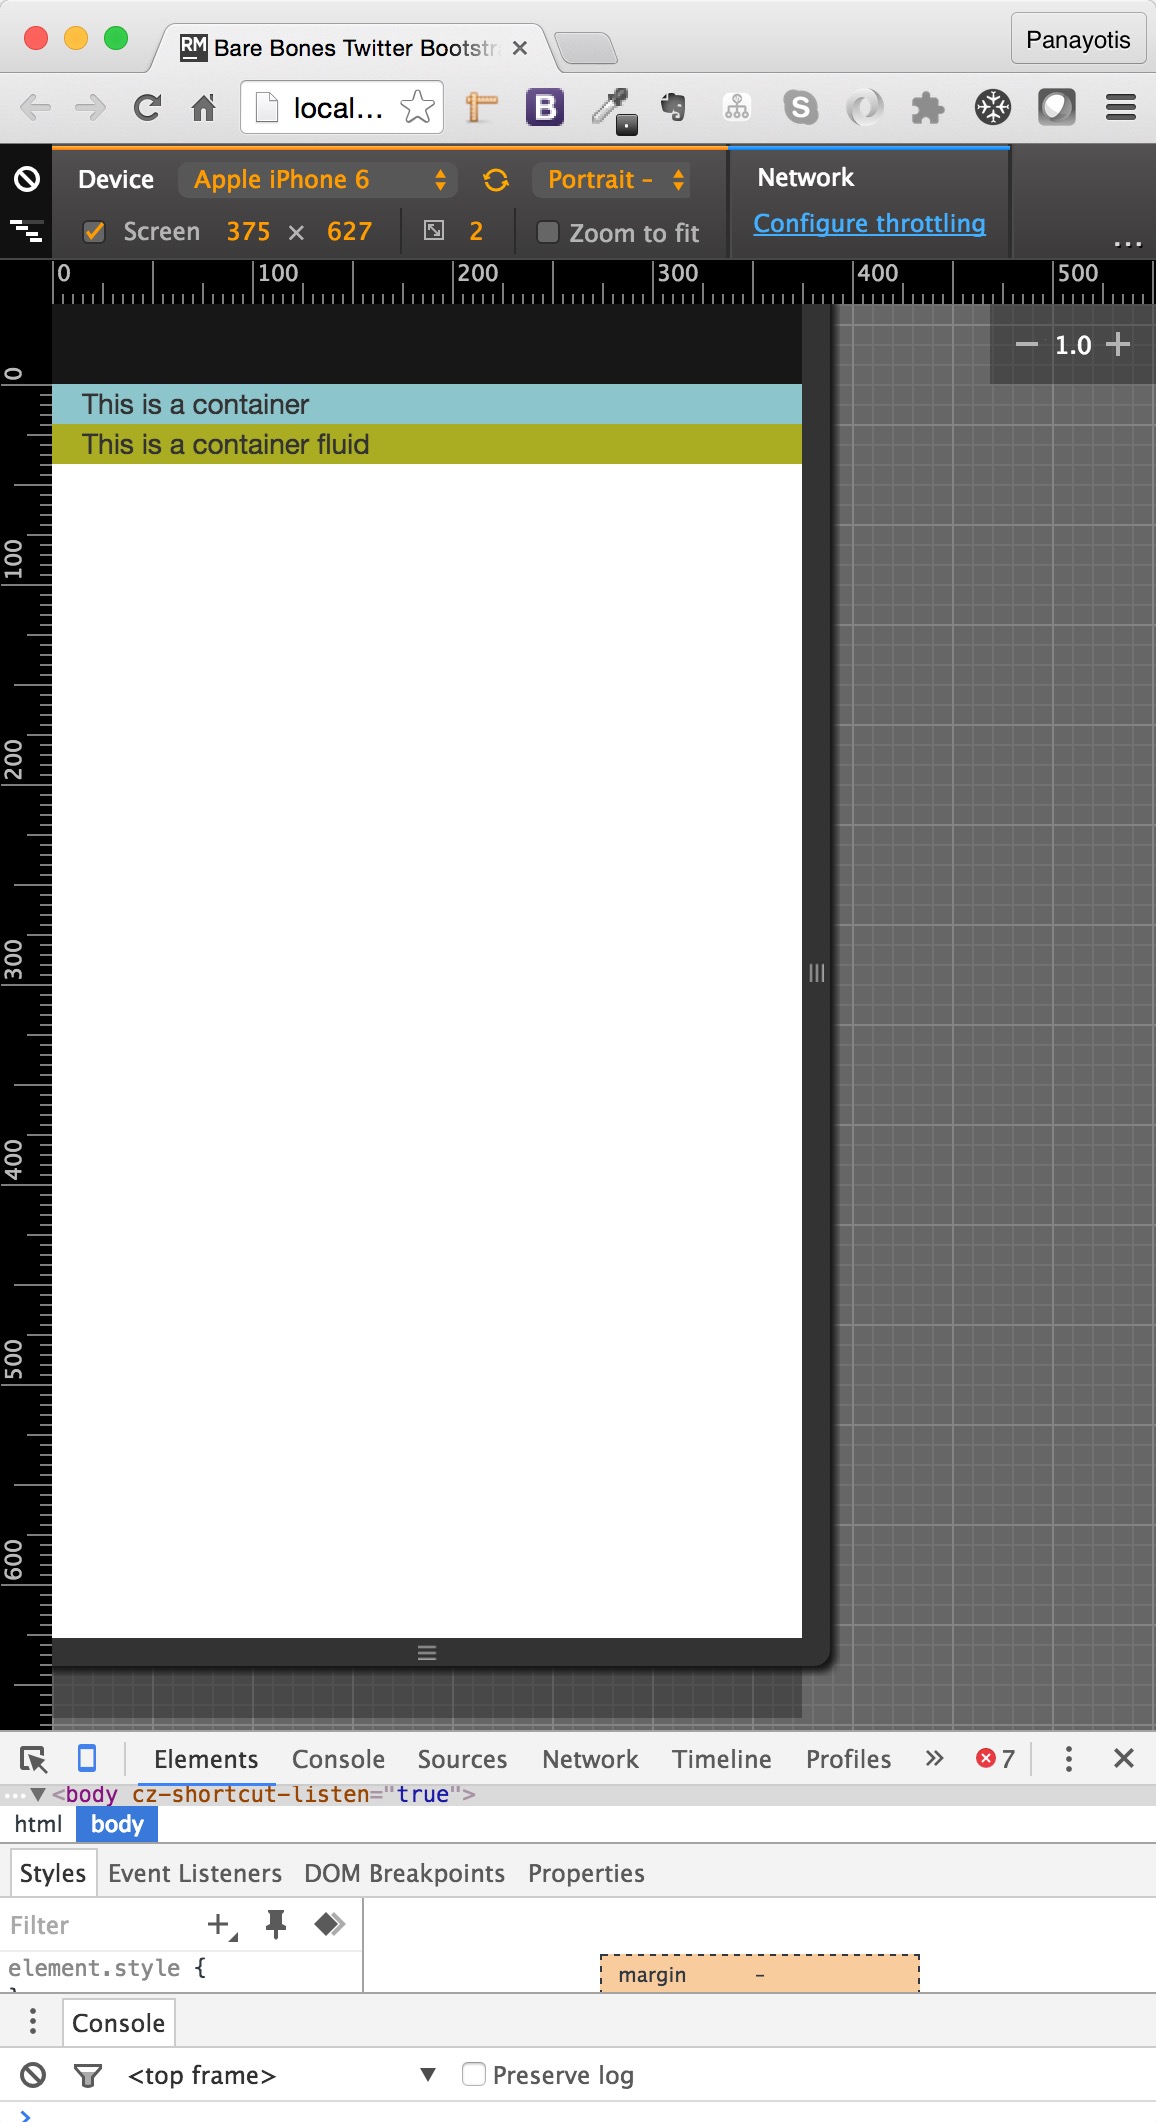 RM Bare Bones Twitter Bootstr
Panayotis
local...
B
S
Device Apple iPhone 6 Portrait - Network
Screen 375 × 627 2 Zoom to fit Configure throttling
...
0 100 200 300 400 500
1.0
0
This is a container
This is a container fluid
100
200
300
400
500
600
Elements Console Sources Network Timeline Profiles » 7
...▼<body cz-shortcut-listen="true">
html body
Styles Event Listeners DOM Breakpoints Properties
Filter
element.style {
margin -
Console
<top frame> ▼ Preserve log
>